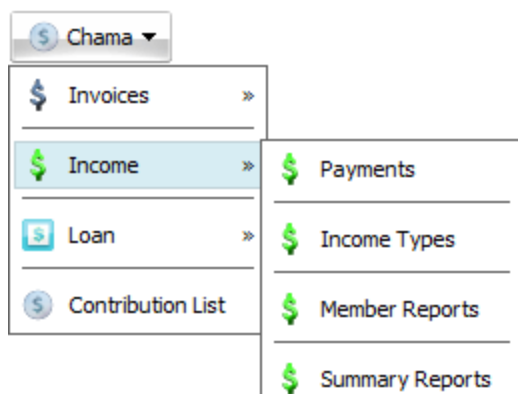 Chama
Invoices »
Income »
Loan »
Contribution List
Payments
Income Types
Member Reports
Summary Reports